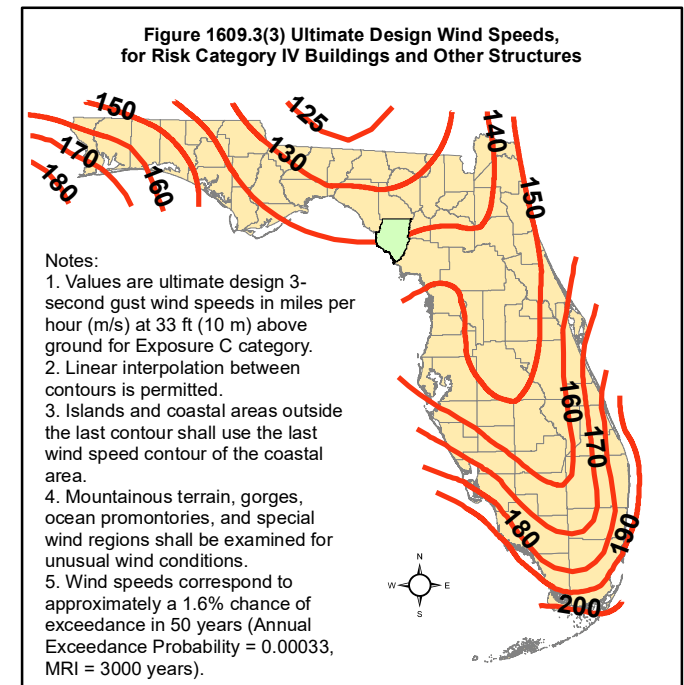 Figure 1609.3(3) Ultimate Design Wind Speeds,
for Risk Category IV Buildings and Other Structures
150
125
140
170
130
180
160
150
Notes:
1. Values are ultimate design 3-
second gust wind speeds in miles per
hour (m/s) at 33 ft (10 m) above
ground for Exposure C category.
2. Linear interpolation between
contours is permitted.
3. Islands and coastal areas outside
the last contour shall use the last
wind speed contour of the coastal
area.
4. Mountainous terrain, gorges,
ocean promontories, and special
wind regions shall be examined for
unusual wind conditions.
5. Wind speeds correspond to
approximately a 1.6% chance of
exceedance in 50 years (Annual
Exceedance Probability = 0.00033,
MRI = 3000 years).
160
170
180
190
200
N
W E
S